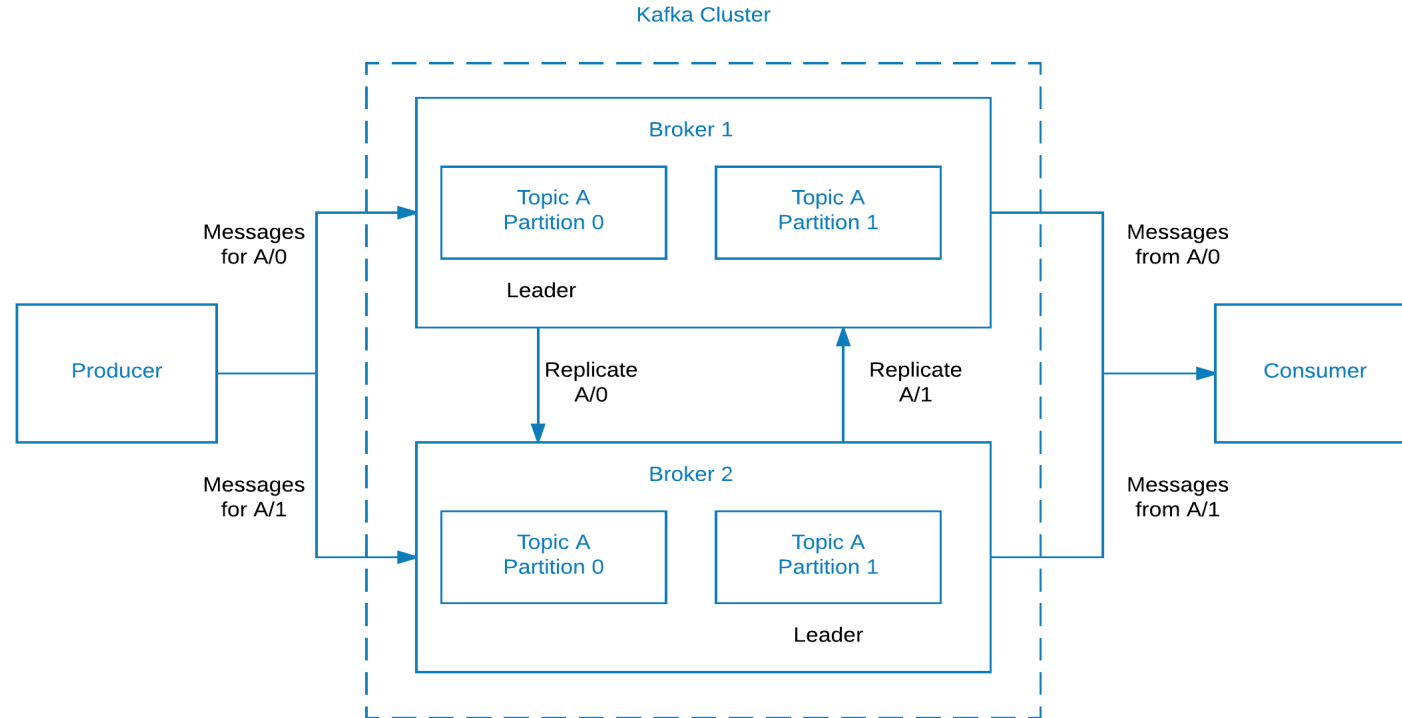 Kafka Cluster
Broker 1
Topic A
Partition 0
Topic A
Partition 1
Leader
Messages
for A/0
Messages
from A/0
Producer
Replicate
A/0
Replicate
A/1
Consumer
Messages
for A/1
Messages
from A/1
Broker 2
Topic A
Partition 0
Topic A
Partition 1
Leader